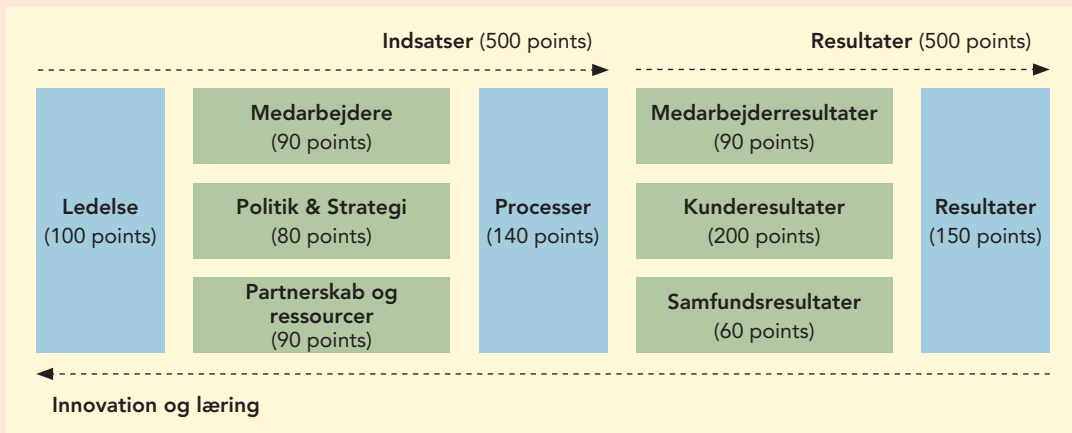 Indsatser (500 points)
Resultater (500 points)
Ledelse
(100 points)
Medarbejdere
(90 points)
Politik & Strategi
(80 points)
Partnerskab og
ressourcer
(90 points)
Processer
(140 points)
Medarbejderresultater
(90 points)
Kunderesultater
(200 points)
Samfundsresultater
(60 points)
Resultater
(150 points)
Innovation og læring